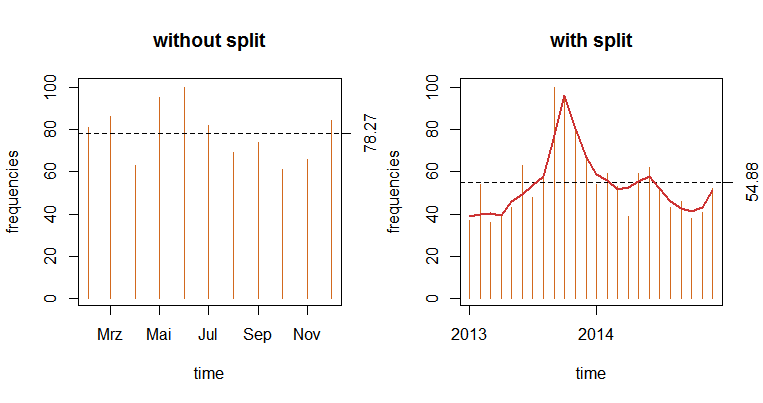 without split
frequencies
0 20 40 60 80 100
78.27
Mrz Mai Jul Sep Nov
time
with split
frequencies
0 20 40 60 80 100
54.88
2013 2014
time